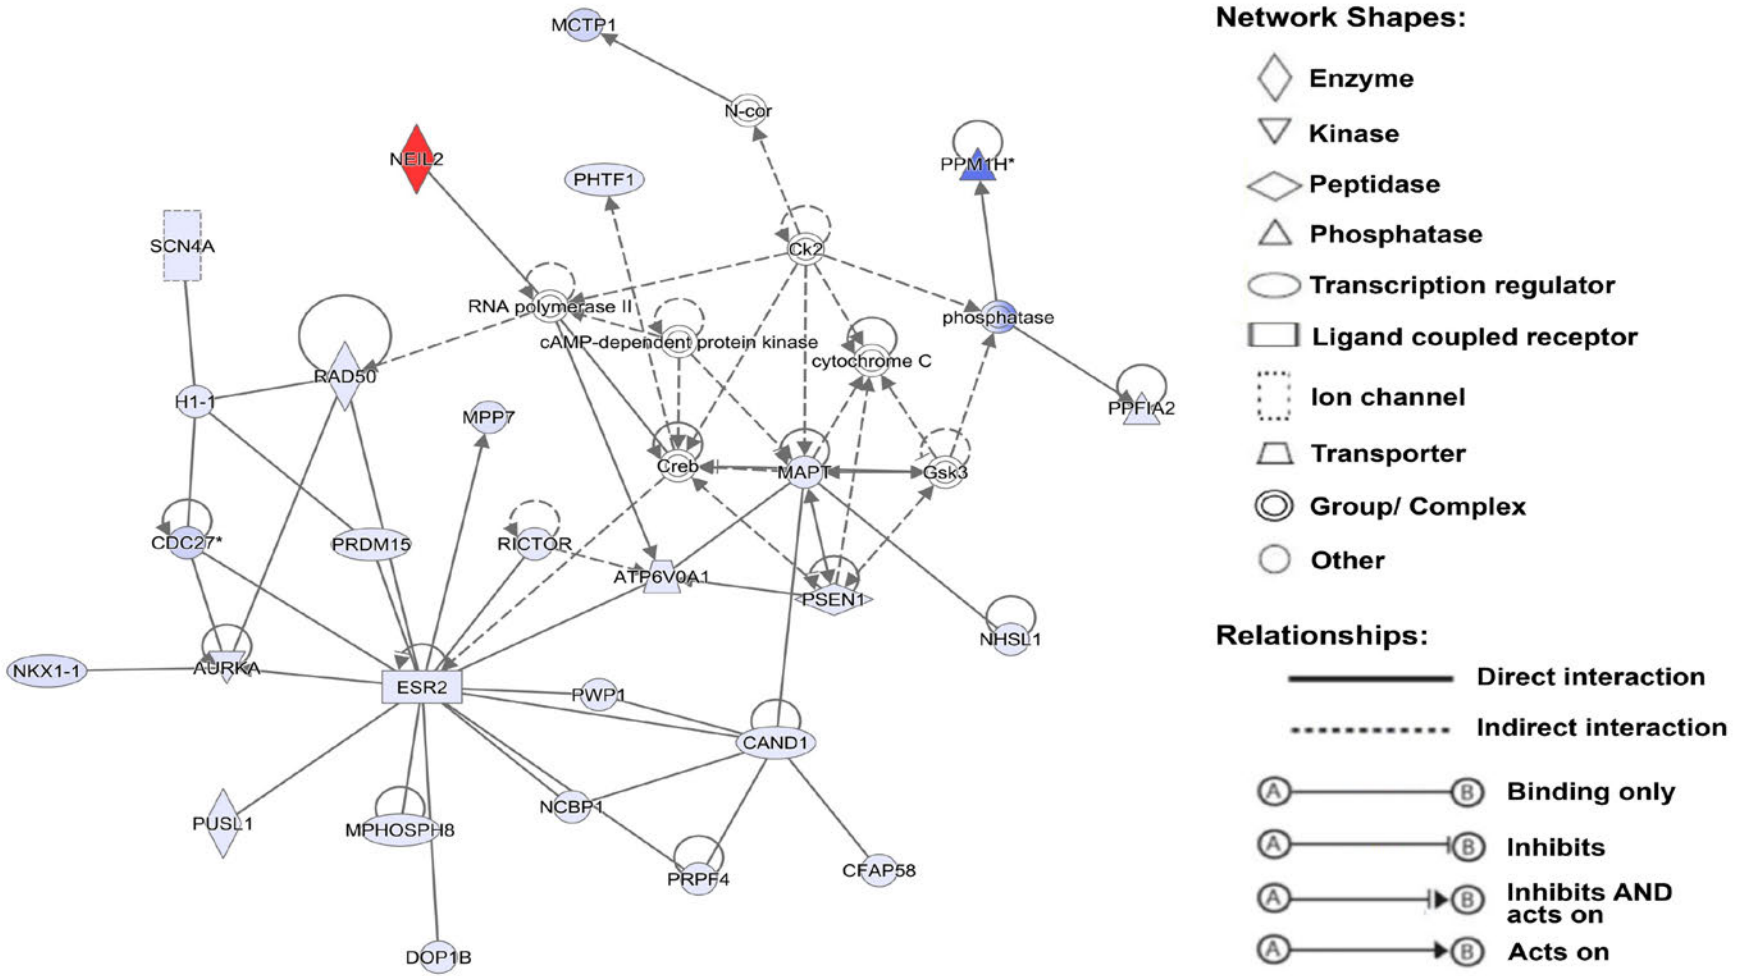 MCTP1
N-cor
NEIL2
PPM1H*
PHTF1
SCN4A
Ck2
RNA polymerase II
phosphatase
cAMP-dependent protein kinase
cytochrome C
RAD50
H1-1
MPP7
PPFIA2
Creb
MAPT
Gsk3
CDC27*
PRDM15
RICTOR
ATP6V0A1
PSEN1
NHSL1
NKX1-1
AURKA
ESR2
PWP1
CAND1
PUSL1
MPHOSPH8
NCBP1
PRPF4
CFAP58
DOP1B
Network Shapes:
Enzyme
Kinase
Peptidase
Phosphatase
Transcription regulator
Ligand coupled receptor
Ion channel
Transporter
Group/ Complex
Other
Relationships:
Direct interaction
Indirect interaction
A B Binding only
A B Inhibits
A B Inhibits AND
acts on
A B Acts on